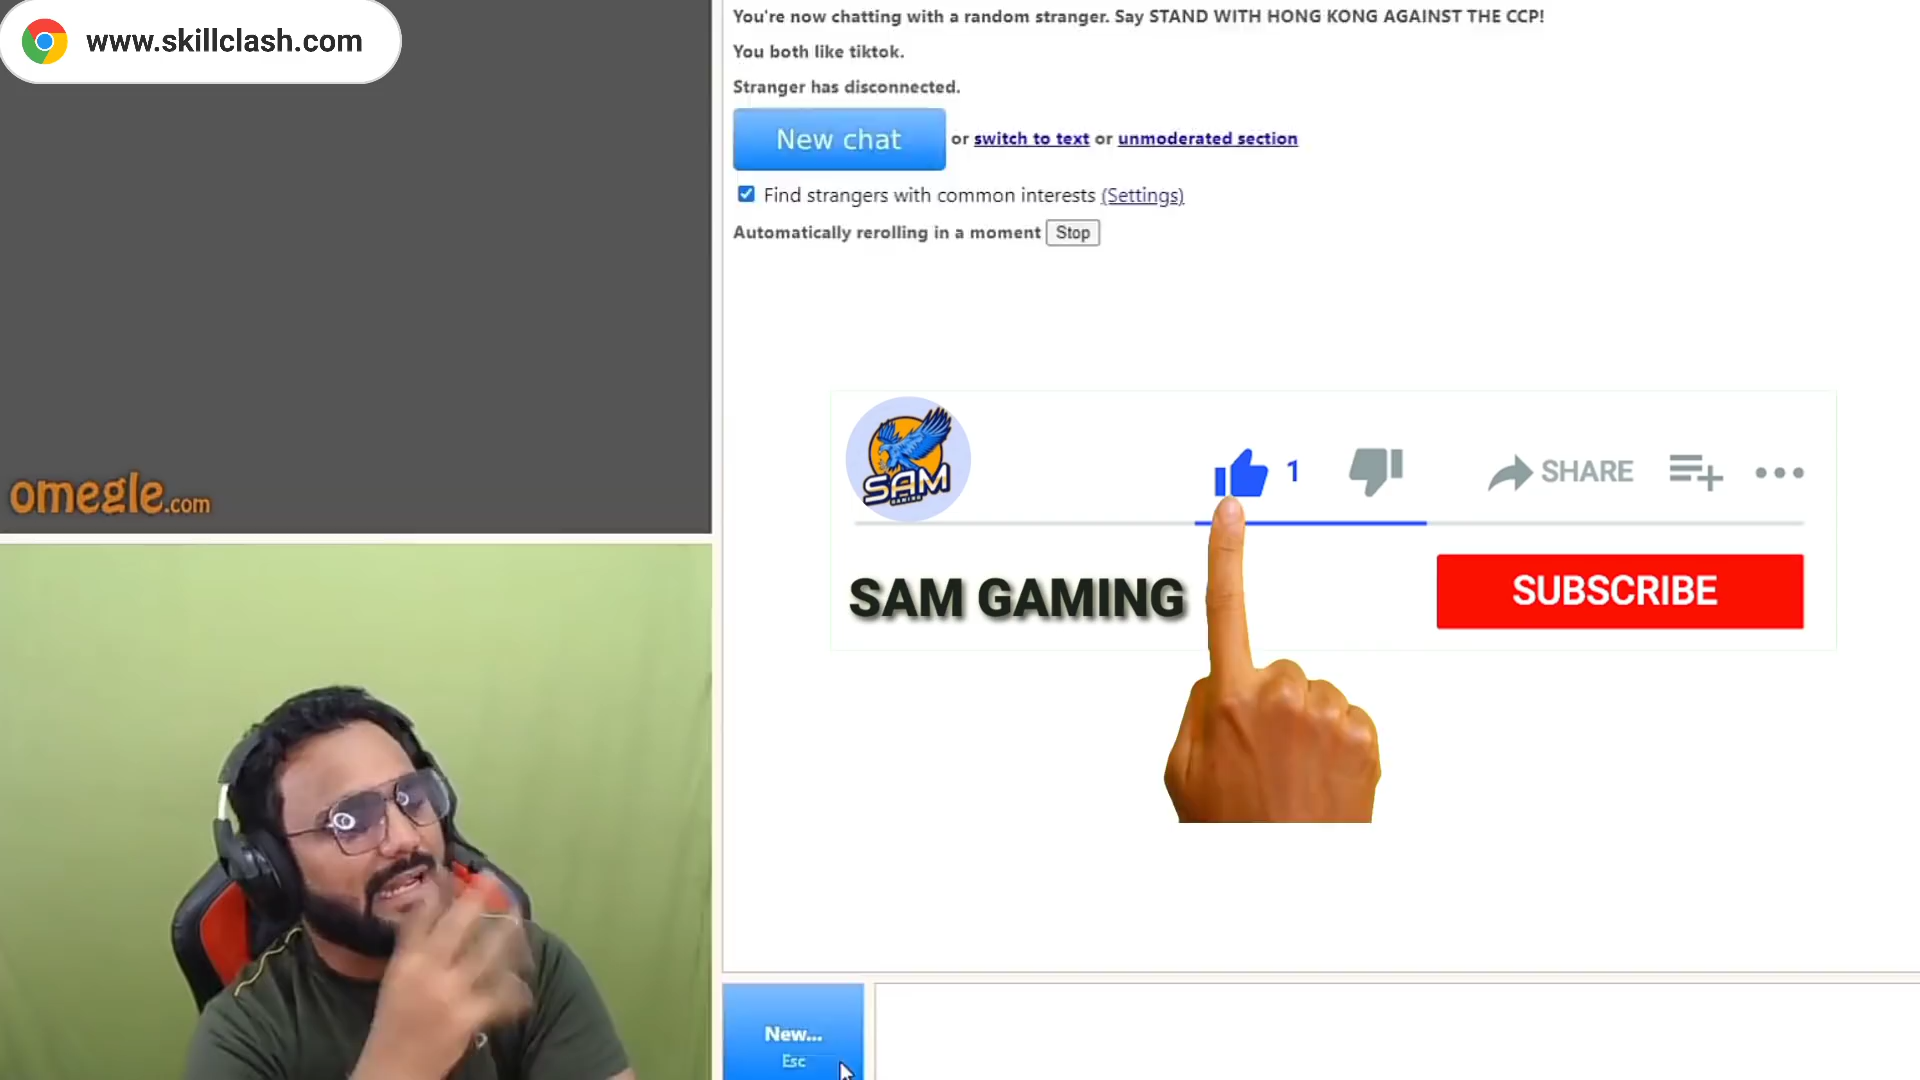 www.skillclash.com
You're now chatting with a random stranger. Say STAND WITH HONG KONG AGAINST THE CCP!
You both like tiktok.
Stranger has disconnected.
New chat or switch to text or unmoderated section
Find strangers with common interests (Settings)
Automatically rerolling in a moment Stop
omegle.com
SAM
GAMING
1 SHARE
SAM GAMING
SUBSCRIBE
New...
Esc